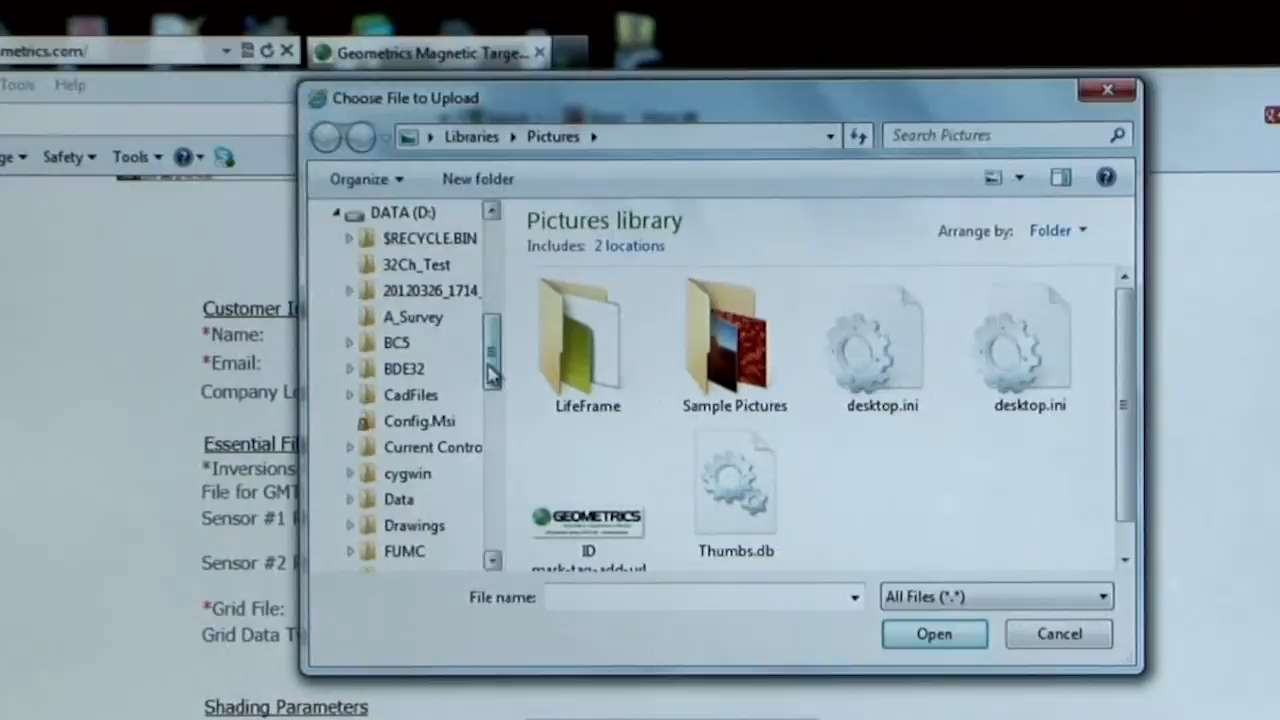 metrics.com/
Geometrics Magnetic Targe...
Tools Help
Choose File to Upload
Libraries Pictures
Search Pictures
Safety Tools
Organize New folder
DATA (D:)
$RECYCLE.BIN
32Ch_Test
20120326_1714_
A_Survey
BC5
BDE32
CadFiles
Config.Msi
Current Contro
cygwin
Data
Drawings
FUMC
Pictures library
Includes: 2 locations
Arrange by: Folder
LifeFrame
Sample Pictures
desktop.ini
desktop.ini
GEOMETRICS
ID
mark-tag-add-url
Thumbs.db
File name:
All Files (*.*)
Open
Cancel
Customer I
*Name:
*Email:
Company Lo
Essential Fil
*Inversions
File for GMT
Sensor #1
Sensor #2
*Grid File:
Grid Data T
Shading Parameters